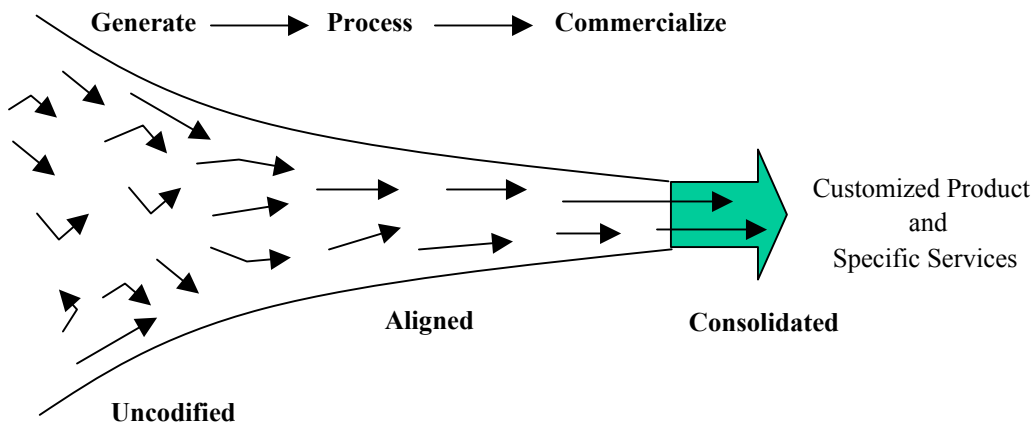 Generate Process Commercialize
Customized Product
and
Specific Services
Aligned
Consolidated
Uncodified